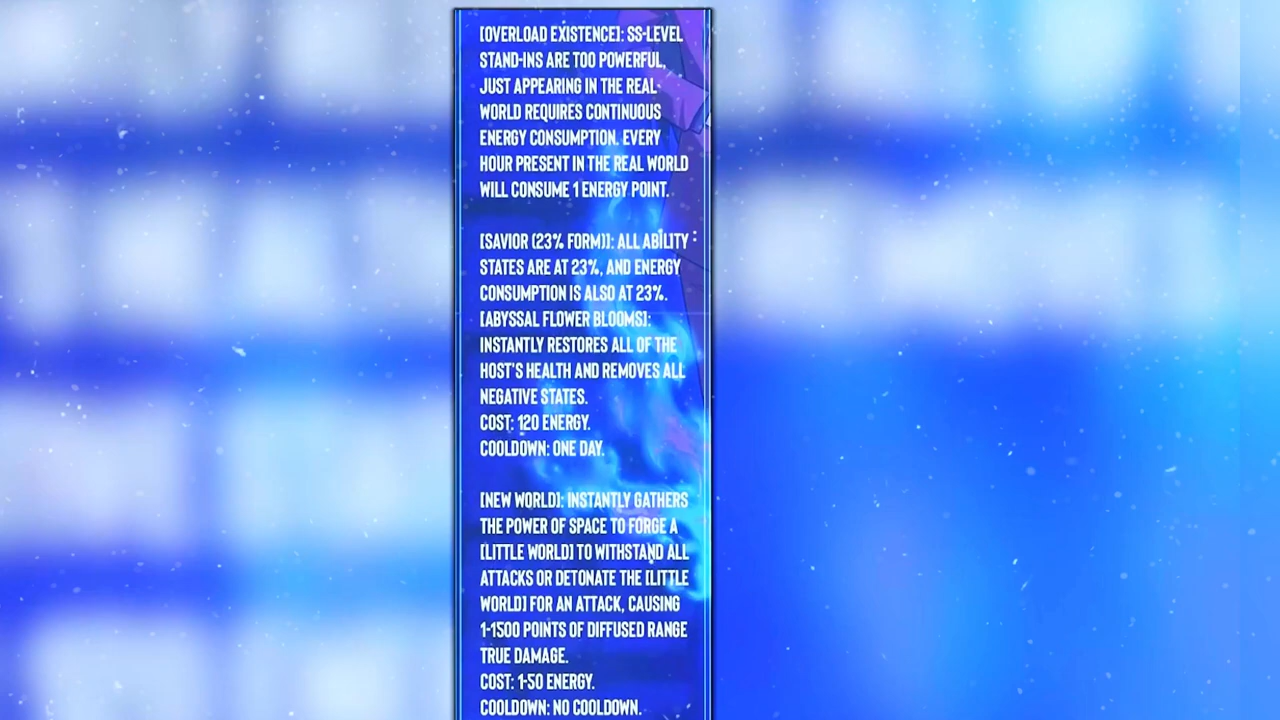 [OVERLOAD EXISTENCE]: SS-LEVEL
STAND-INS ARE TOO POWERFUL,
JUST APPEARING IN THE REAL
WORLD REQUIRES CONTINUOUS
ENERGY CONSUMPTION. EVERY
HOUR PRESENT IN THE REAL WORLD
WILL CONSUME 1 ENERGY POINT.
[SAVIOR (23% FORM)]: ALL ABILITY
STATES ARE AT 23%, AND ENERGY
CONSUMPTION IS ALSO AT 23%.
[ABYSSAL FLOWER BLOOMS]:
INSTANTLY RESTORES ALL OF THE
HOST'S HEALTH AND REMOVES ALL
NEGATIVE STATES.
COST: 120 ENERGY.
COOLDOWN: ONE DAY.
[NEW WORLD]: INSTANTLY GATHERS
THE POWER OF SPACE TO FORGE A
[LITTLE WORLD] TO WITHSTAND ALL
ATTACKS OR DETONATE THE [LITTLE
WORLD] FOR AN ATTACK, CAUSING
1-1500 POINTS OF DIFFUSED RANGE
TRUE DAMAGE.
COST: 1-50 ENERGY.
COOLDOWN: NO COOLDOWN.